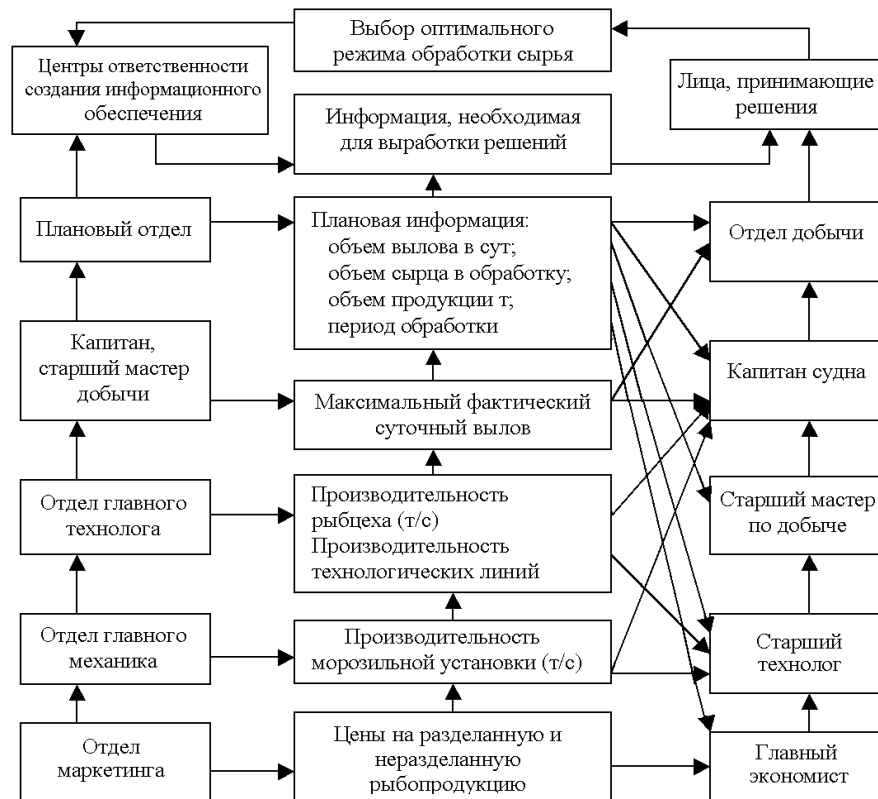 Выбор оптимального
режима обработки сырья
Центры ответственности
создания информационного
обеспечения
Информация, необходимая
для выработки решений
Лица, принимающие
решения
Плановый отдел
Плановая информация:
объем вылова в сут;
объем сырца в обработку;
объем продукции т;
период обработки
Отдел добычи
Капитан,
старший мастер
добычи
Максимальный фактический
суточный вылов
Капитан судна
Отдел главного
технолога
Производительность
рыбцеха (т/с)
Производительность
технологических линий
Старший мастер
по добыче
Отдел главного
механика
Производительность
морозильной установки (т/с)
Старший
технолог
Отдел
маркетинга
Цены на разделанную и
неразделанную
рыбопродукцию
Главный
экономист